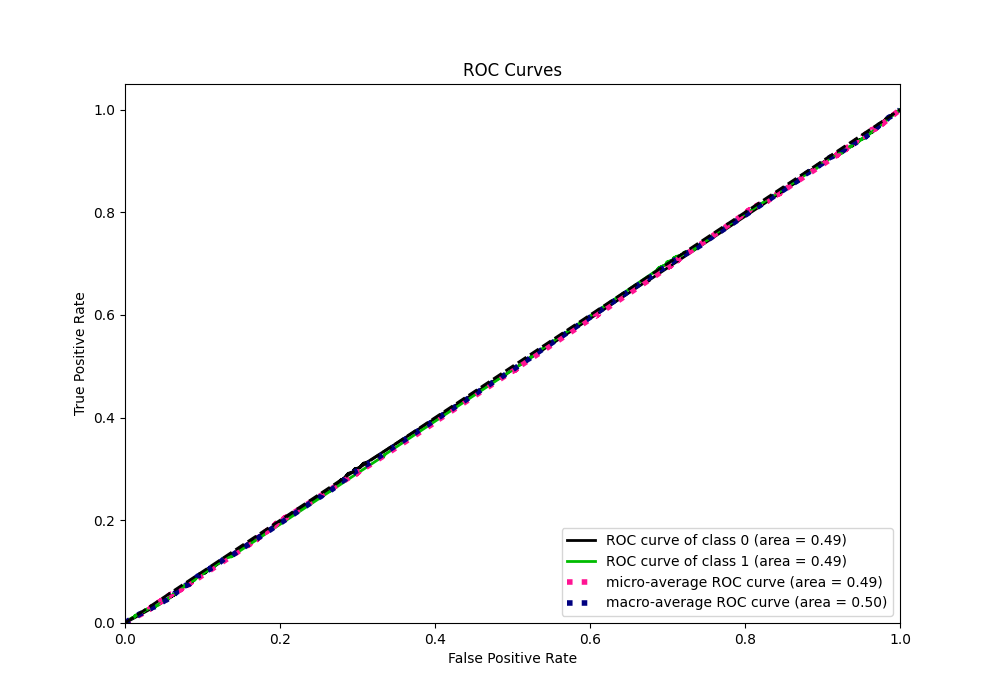 ROC Curves
True Positive Rate
1.0
0.8
0.6
0.4
0.2
0.0
ROC curve of class 0 (area = 0.49)
ROC curve of class 1 (area = 0.49)
micro-average ROC curve (area = 0.49)
macro-average ROC curve (area = 0.50)
0.0 0.2 0.4 0.6 0.8 1.0
False Positive Rate